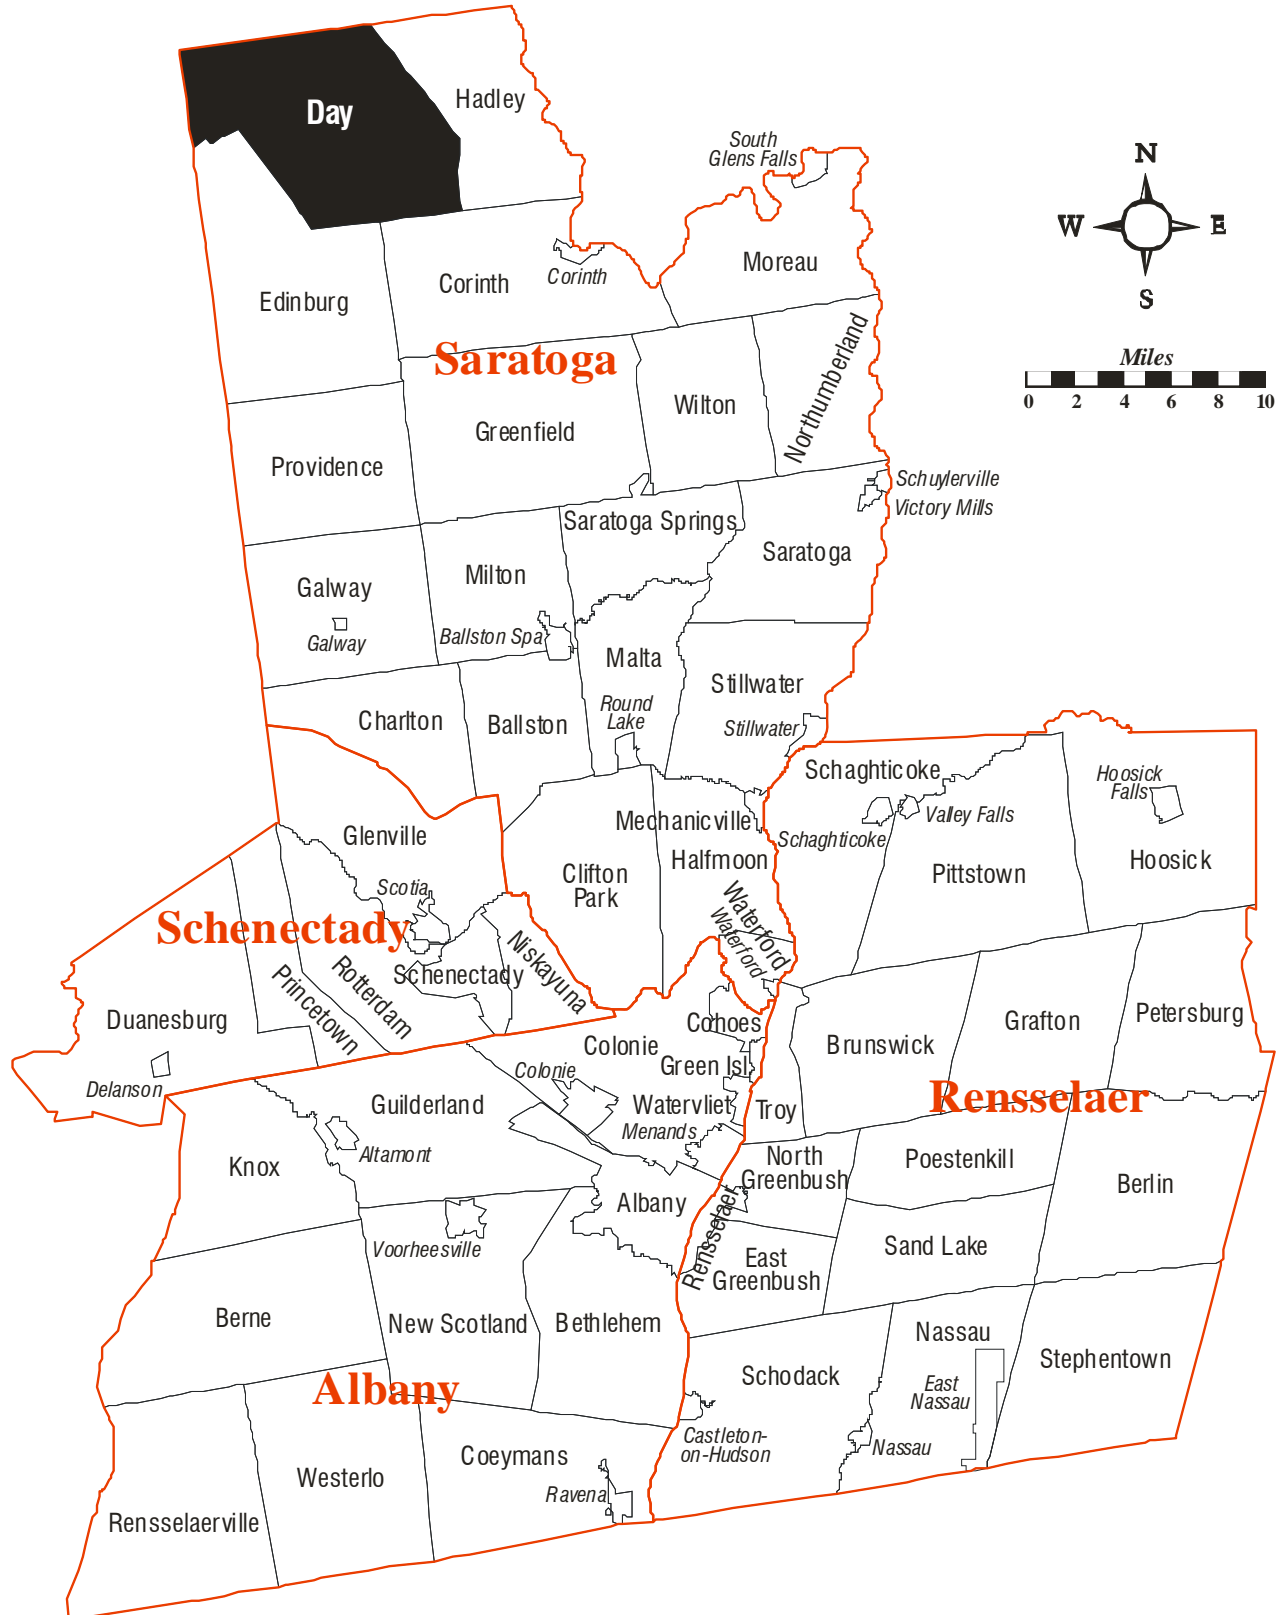 Day
Hadley
South
Glens Falls
N
W
E
S
Moreau
Edinburg
Corinth
Corinth
Saratoga
Northumberland
Miles
0 2 4 6 8 10
Wilton
Greenfield
Providence
Schuylerville
Victory Mills
Saratoga Springs
Saratoga
Galway
Galway
Milton
Ballston Spa
Malta
Stillwater
Round
Lake
Stillwater
Charlton
Ballston
Schaghticoke
Schaghticoke
Valley Falls
Hoosick
Falls
Hoosick
Glenville
Mechanicville
Halfmoon
Clifton
Park
Pittstown
Scotia
Waterford
Waterford
Schenectady
Schenectady
Niskayuna
Rotterdam
Princetown
Duanesburg
Delanson
Cohoes
Colonie
Colonie
Green Isl.
Watervliet
Menands
Troy
Brunswick
Grafton
Petersburg
Rensselaer
Guilderland
Altamont
Knox
North
Greenbush
Poestenkill
Berlin
Albany
Rensselaer
Voorheesville
East
Greenbush
Sand Lake
Berne
New Scotland
Bethlehem
Nassau
Stephentown
Schodack
East
Nassau
Albany
Castleton-
on-Hudson
Nassau
Coeymans
Ravena
Westerlo
Rensselaerville